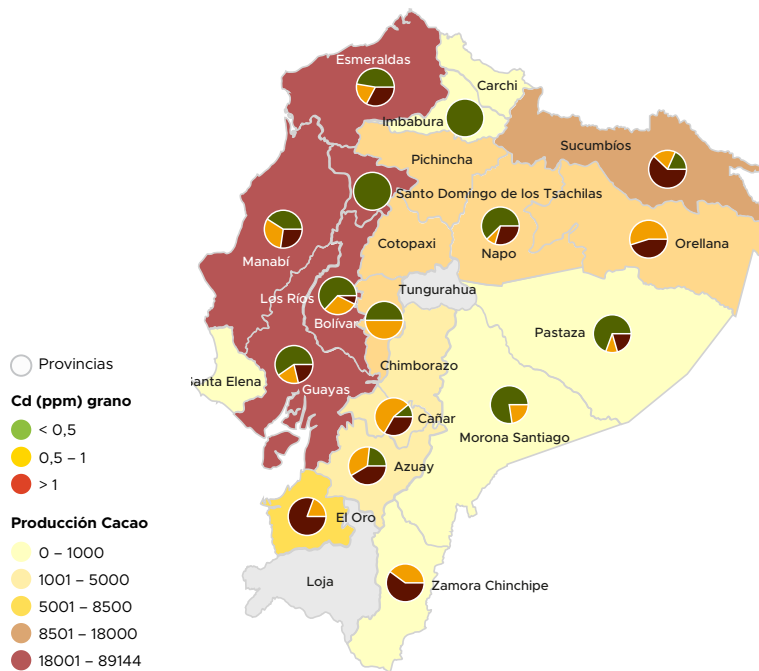 Esmeraldas
Carchi
Imbabura
Sucumbíos
Pichincha
Santo Domingo de los Tsachilas
Manabí
Cotopaxi
Napo
Orellana
Los Ríos
Tungurahua
Bolívar
Pastaza
Chimborazo
Santa Elena
Guayas
Cañar
Morona Santiago
Azuay
El Oro
Loja
Zamora Chinchipe
Provincias
Cd (ppm) grano
< 0,5
0,5 – 1
> 1
Producción Cacao
0 – 1000
1001 – 5000
5001 – 8500
8501 – 18000
18001 – 89144